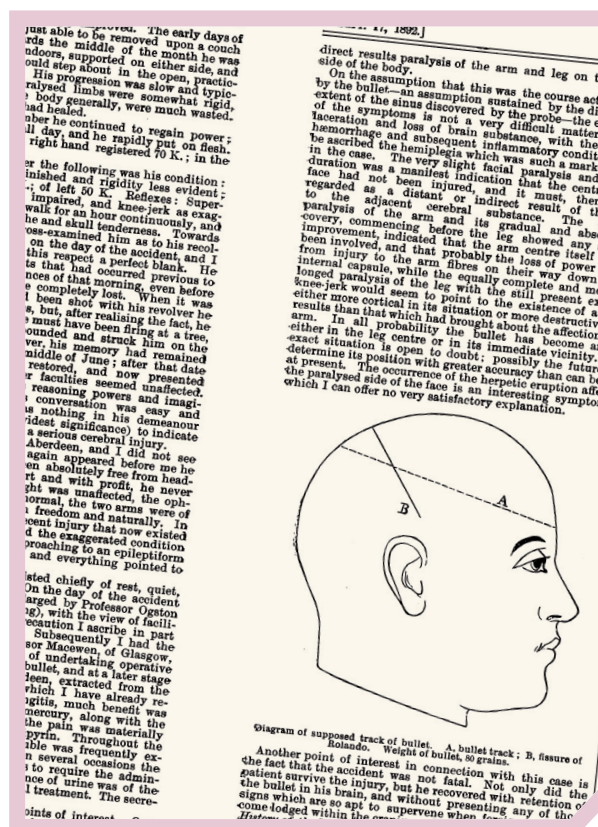 improved. The early days of
just able to be removed upon a couch
rds the middle of the month he was
ndoors, supported on either side, and
ould step about in the open, practic-
His progression was slow and typic-
ralysed limbs were somewhat rigid,
body generally, were much wasted.
had healed.
mber he continued to regain power;
ll day, and he rapidly put on flesh.
right hand registered 70 K.; in the
er the following was his condition:
inished and rigidity less evident;
.; of left 50 K. Reflexes: Super-
impaired, and knee-jerk as exag-
walk for an hour continuously, and
he and skull tenderness. Towards
oss-examined him as to his recol-
on the day of the accident, and I
this respect a perfect blank. He
ts that had occurred previous to
nces of that morning, even before
e completely lost. When it was
l been shot with his revolver he
s, but, after realising the fact, he
must have been firing at a tree,
ounded and struck him on the
ver, his memory had remained
middle of June; after that date
restored, and now presented
r faculties seemed unaffected.
reasoning powers and imagi-
conversation was easy and
s nothing in his demeanour
videst significance) to indicate
a serious cerebral injury.
Aberdeen, and I did not see
again appeared before me he
en absolutely free from head-
rt and with profit, he never
ght was unaffected, the oph-
normal, the two arms were of
freedom and naturally. In
ecent injury that now existed
d the exaggerated condition
proaching to an epileptiform
and everything pointed to
isted chiefly of rest, quiet,
On the day of the accident
arged by Professor Ogston
ng), with the view of facili-
recaution I ascribe in part
Subsequently I had the
sor Macewen, of Glasgow,
of undertaking operative
bullet, and at a later stage
deen, extracted from the
which I have already re-
ngitis, much benefit was
mercury, along with the
the pain was materially
pyrin. Throughout the
uble was frequently ex-
n several occasions the
s to require the admin-
nce of urine was of the
l treatment. The secre-
oints of interest.
17, 1892.]
direct results paralysis of the arm and leg on
side of the body.
On the assumption that this was the course
by the bullet—an assumption sustained by the
extent of the sinus discovered by the probe—the
of the symptoms is not a very difficult matter
laceration and loss of brain substance, with the
hæmorrhage and subsequent inflammatory condit
be ascribed the hemiplegia which was such a mark
in the case. The very slight facial paralysis and
duration was a manifest indication that the cent
face had not been injured, and it must, ther
regarded as a distant or indirect result of th
to the adjacent cerebral substance. The
paralysis of the arm and its gradual and abs
covery, commencing before the leg showed any
improvement, indicated that the arm centre itself
been involved, and that probably the loss of power
from injury to the arm fibres on their way down
internal capsule, while the equally complete and m
longed paralysis of the leg with the still present ex
knee-jerk would seem to point to the existence of a
either more cortical in its situation or more destructiv
results than that which had brought about the affection
arm. In all probability the bullet has become
either in the leg centre or in its immediate vicinity.
exact situation is open to doubt; possibly the future
determine its position with greater accuracy than can be
at present. The occurrence of the herpetic eruption affe
the paralysed side of the face is an interesting sympto
which I can offer no very satisfactory explanation.
A
B
Diagram of supposed track of bullet. A, bullet track; B, fissure of
Rolando. Weight of bullet, 80 grains.
Another point of interest in connection with this case is
the fact that the accident was not fatal. Not only did the
patient survive the injury, but he recovered with retention of
the bullet in his brain, and without presenting any of tho
signs which are so apt to supervene when
come lodged within the